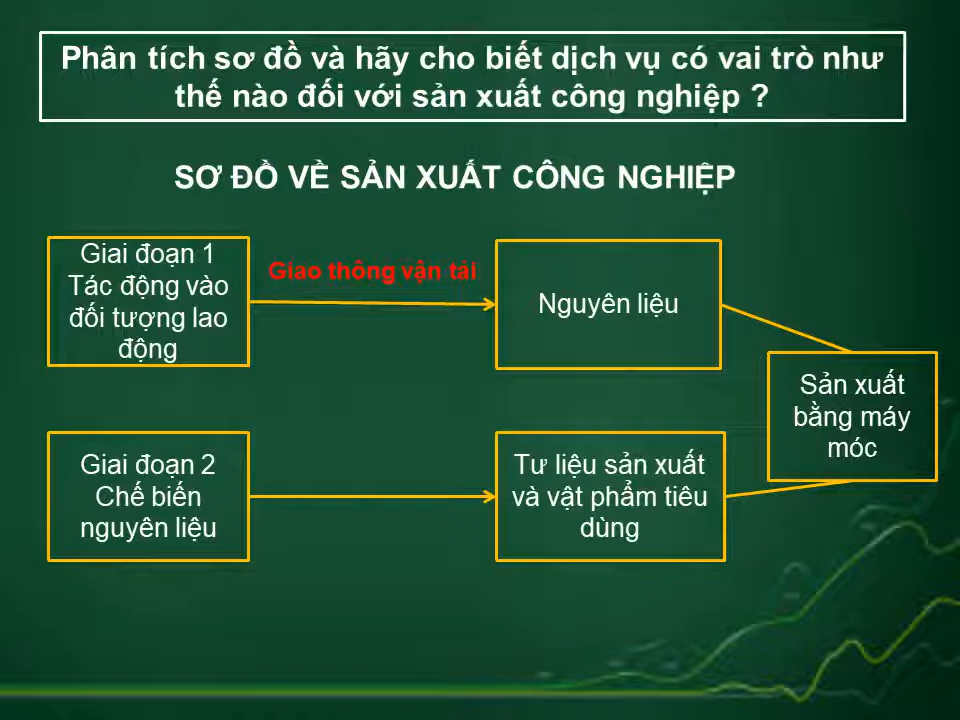 Phân tích sơ đồ và hãy cho biết dịch vụ có vai trò như
thế nào đối với sản xuất công nghiệp ?
SƠ ĐỒ VỀ SẢN XUẤT CÔNG NGHIỆP
Giai đoạn 1
Tác động vào
đối tượng lao
động
Giao thông vận tải
Nguyên liệu
Sản xuất
bằng máy
móc
Giai đoạn 2
Chế biến
nguyên liệu
Tư liệu sản xuất
và vật phẩm tiêu
dùng